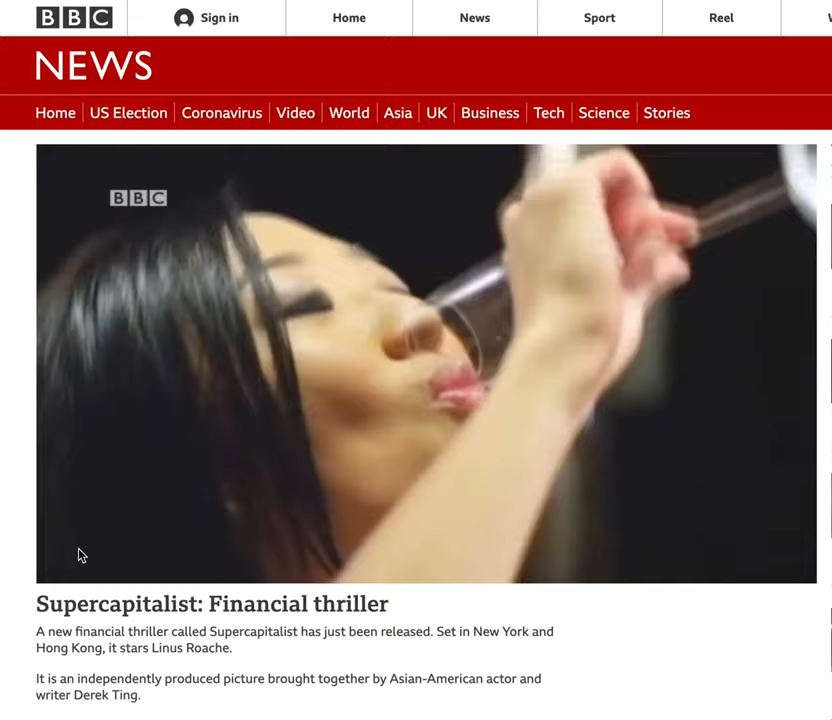 BBC Sign in Home News Sport Reel
NEWS
Home US Election Coronavirus Video World Asia UK Business Tech Science Stories
BBC
Supercapitalist: Financial thriller
A new financial thriller called Supercapitalist has just been released. Set in New York and
Hong Kong, it stars Linus Roache.
It is an independently produced picture brought together by Asian-American actor and
writer Derek Ting.